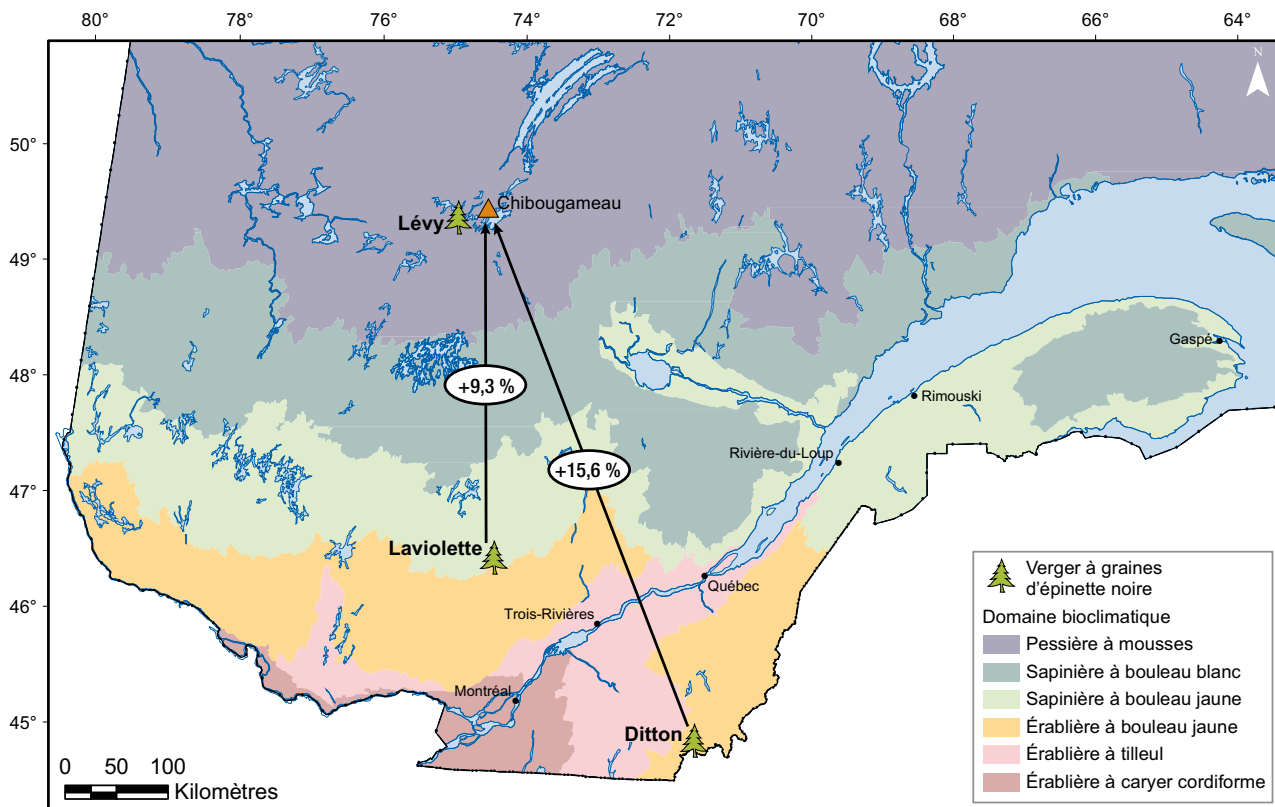 80° 78° 76° 74° 72° 70° 68° 66° 64°
N
50°
49°
48°
47°
46°
45°
Chibougameau
Lévy
Gaspé
+9,3 %
Rimouski
Rivière-du-Loup
+15,6 %
Laviolette
Québec
Trois-Rivières
Montréal
Ditton
0 50 100
Kilomètres
Verger à graines
d'épinette noire
Domaine bioclimatique
Pessière à mousses
Sapinière à bouleau blanc
Sapinière à bouleau jaune
Érablière à bouleau jaune
Érablière à tilleul
Érablière à caryer cordiforme